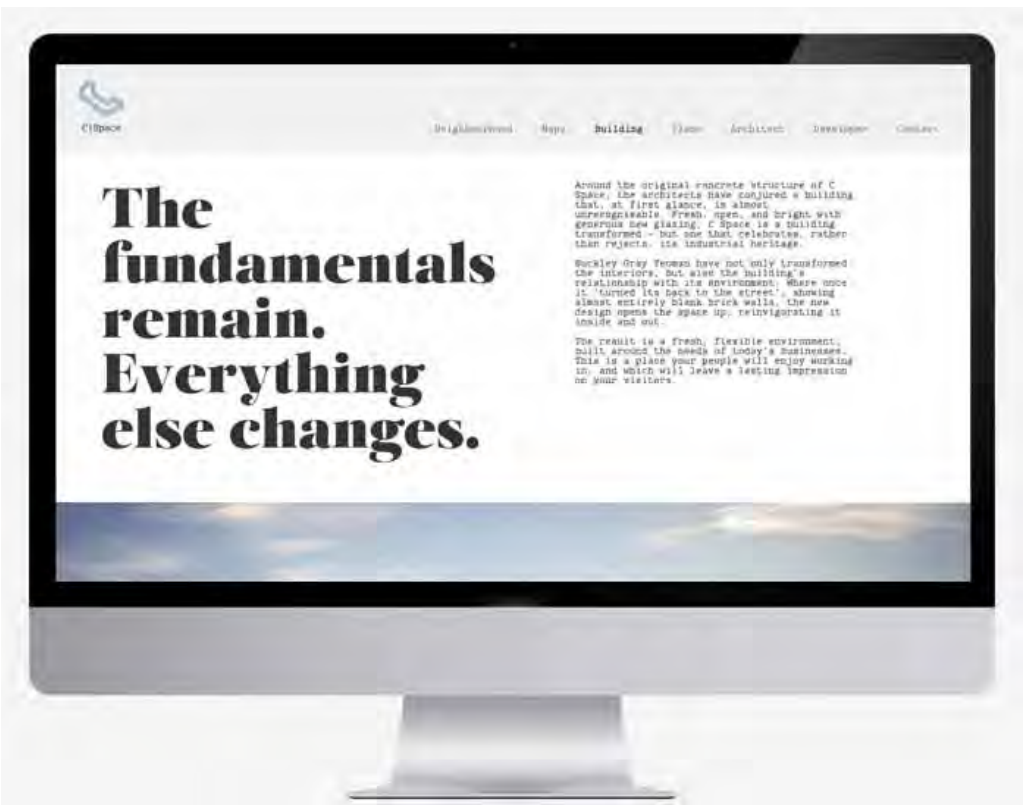 C|Space
Neighbourhood Maps Building Plans Architect Developer Contact
The
fundamentals
remain.
Everything
else changes.
Around the original concrete structure of C
Space, the architects have conjured a building
that, at first glance, is almost
unrecognisable. Fresh, open, and bright with
generous new glazing, C Space is a building
transformed – but one that celebrates, rather
than rejects, its industrial heritage.
Buckley Gray Yeoman have not only transformed
the interiors, but also the building's
relationship with its environment. Where once
it 'turned its back to the street', showing
almost entirely blank brick walls, the new
design opens the space up, reinvigorating it
inside and out.
The result is a fresh, flexible environment,
built around the needs of today's businesses.
This is a place your people will enjoy working
in, and which will leave a lasting impression
on your visitors.